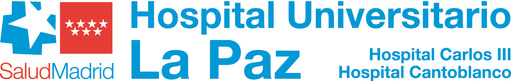 SaludMadrid
Hospital Universitario
La Paz
Hospital Carlos III
Hospital Cantoblanco